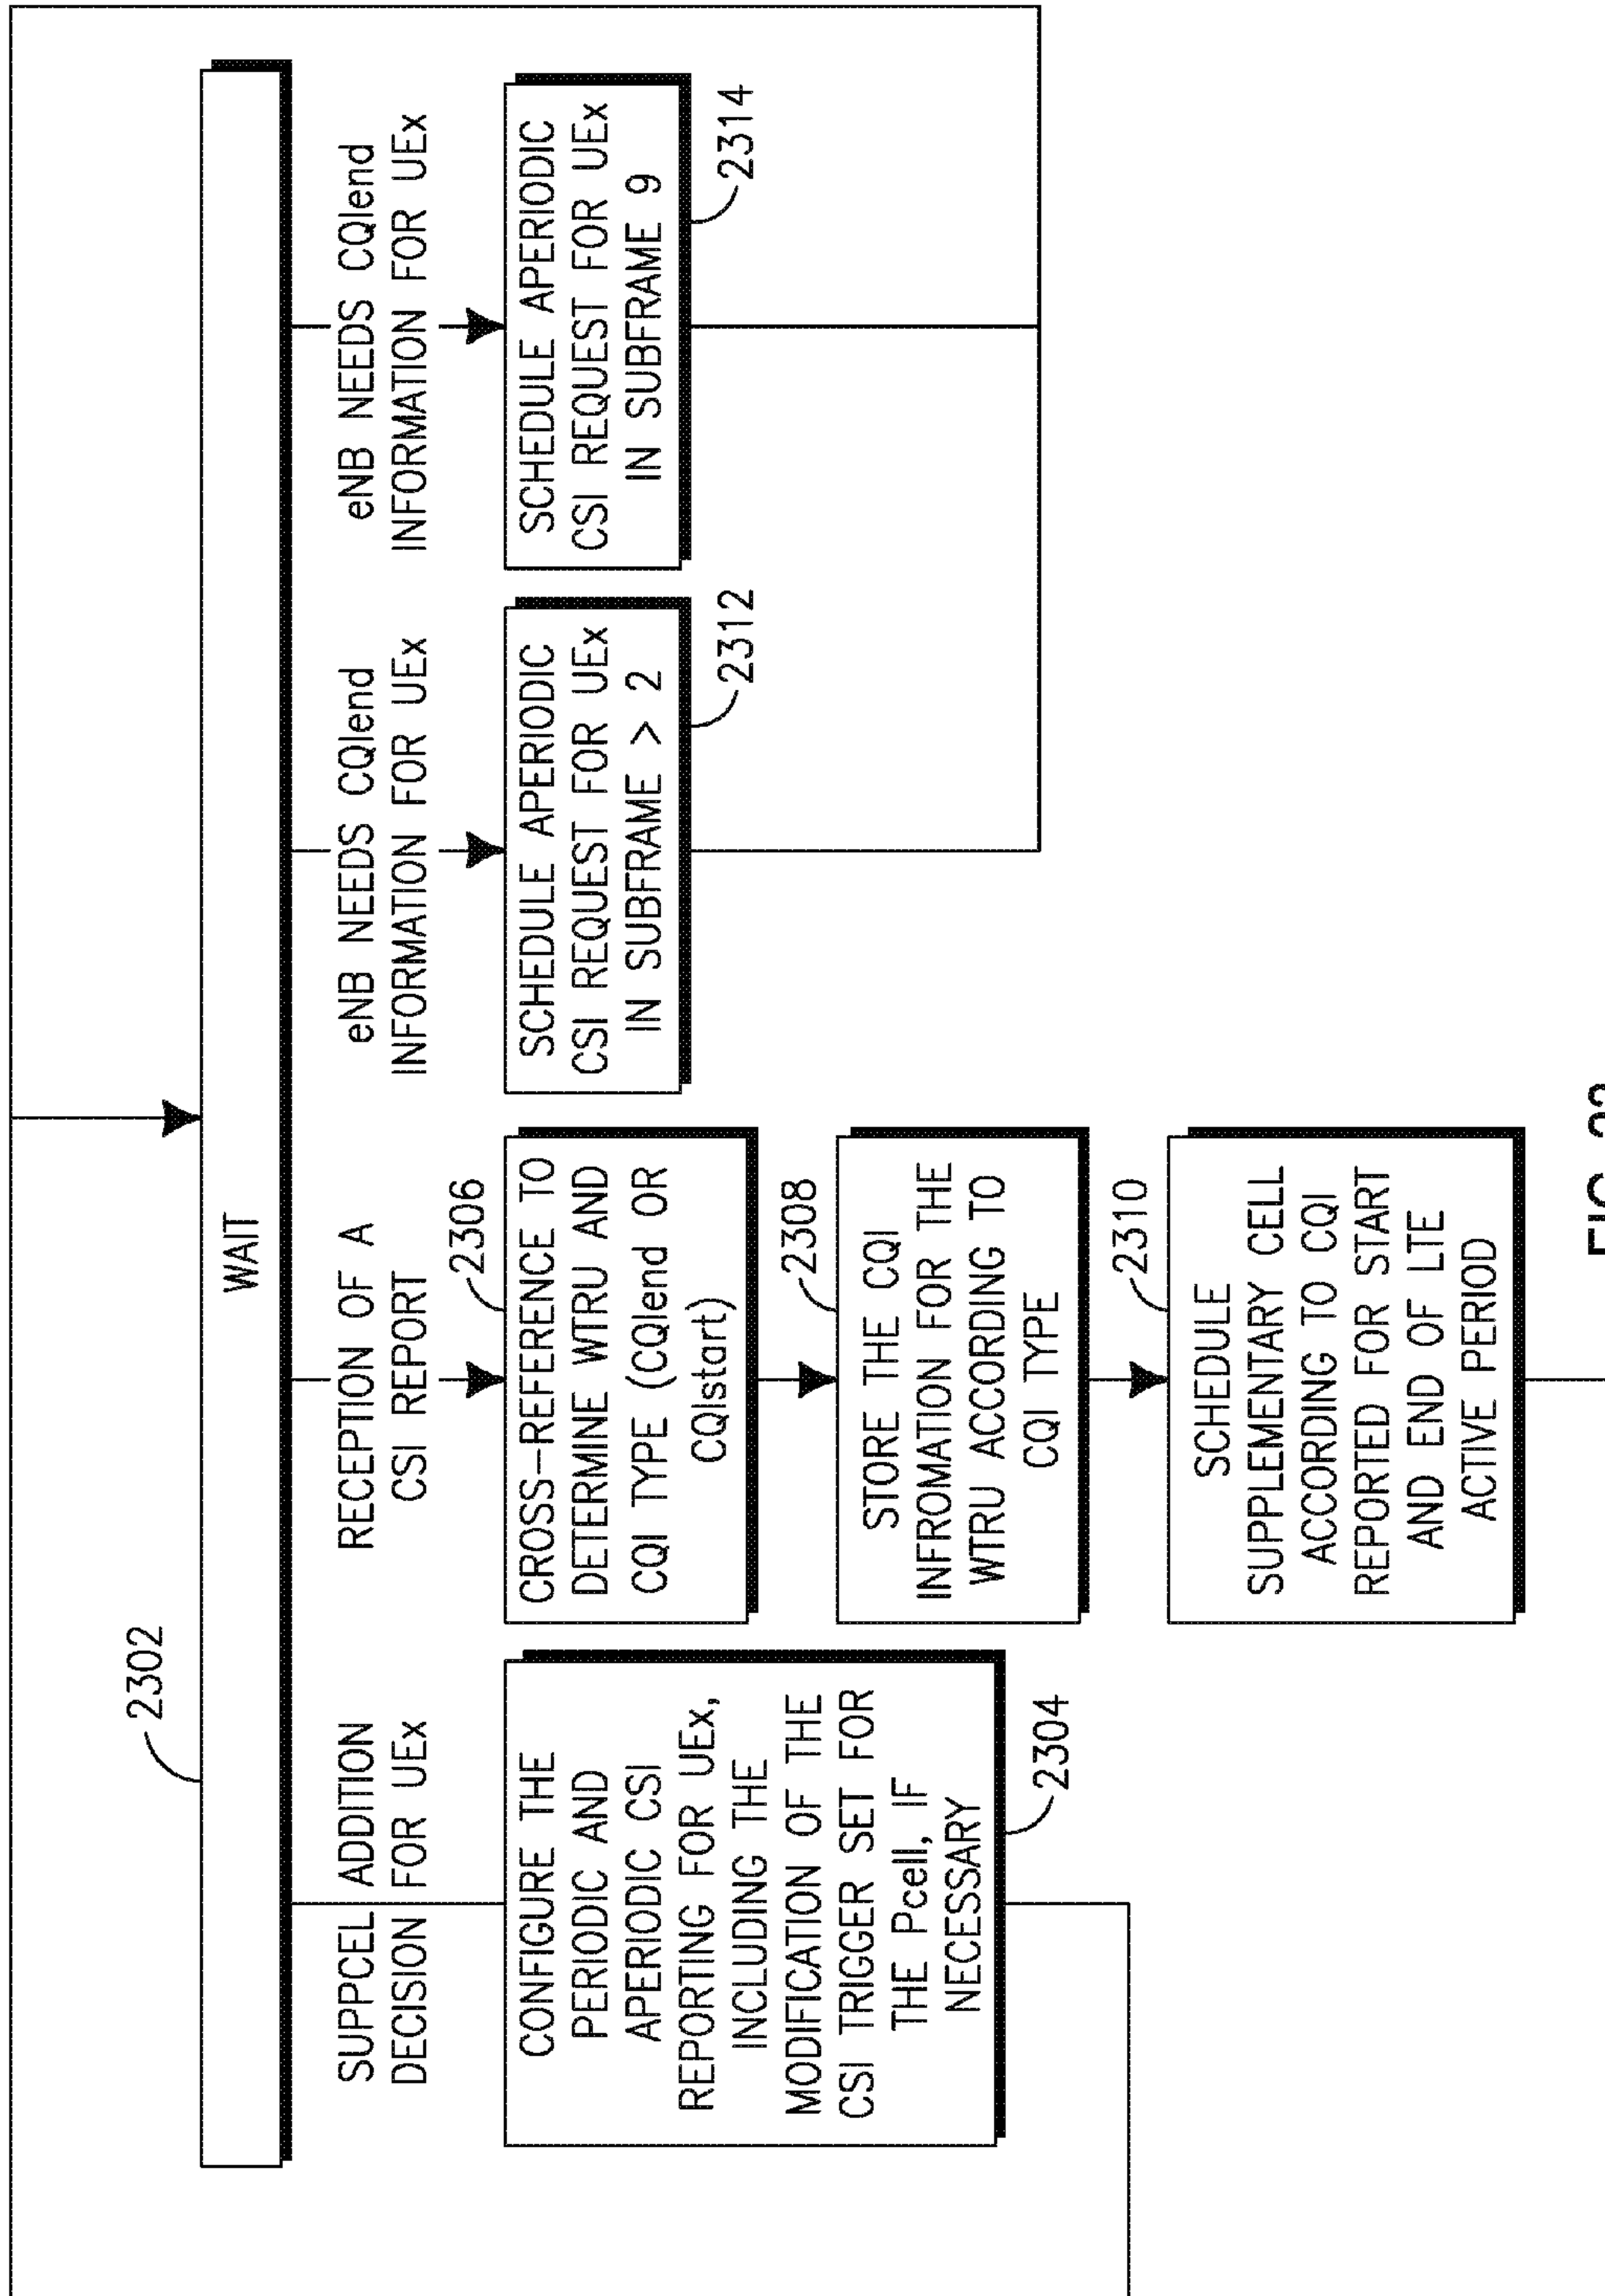 2302
WAIT
SUPPCEL ADDITION
DECISION FOR UEx
CONFIGURE THE
PERIODIC AND
APERIODIC CSI
REPORTING FOR UEx,
INCLUDING THE
MODIFICATION OF THE
CSI TRIGGER SET FOR
THE Pcell, IF
NECESSARY
2304
RECEPTION OF A
CSI REPORT
2306
CROSS-REFERENCE TO
DETERMINE WTRU AND
CQI TYPE (CQIend OR
CQIstart)
2308
STORE THE CQI
INFROMATION FOR THE
WTRU ACCORDING TO
CQI TYPE
2310
SCHEDULE
SUPPLEMENTARY CELL
ACCORDING TO CQI
REPORTED FOR START
AND END OF LTE
ACTIVE PERIOD
eNB NEEDS CQIend
INFORMATION FOR UEx
SCHEDULE APERIODIC
CSI REQUEST FOR UEx
IN SUBFRAME > 2
2312
eNB NEEDS CQIend
INFORMATION FOR UEx
SCHEDULE APERIODIC
CSI REQUEST FOR UEx
IN SUBFRAME 9
2314
FIG.